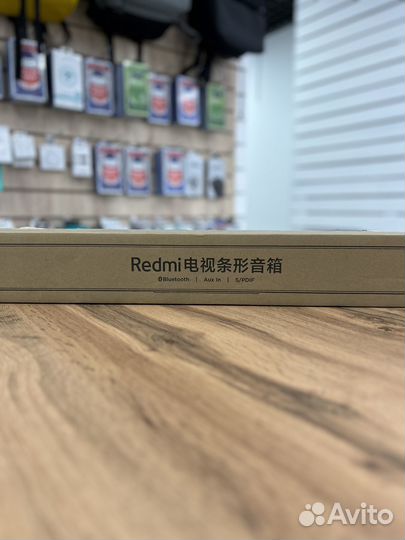 Redmi电视条形音箱
Bluetooth | Aux In | S/PDIF
Avito